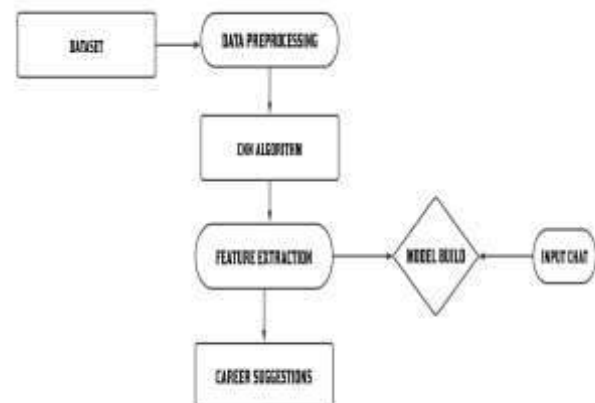 DATASET
DATA PREPROCESSING
CNN ALGORITHM
FEATURE EXTRACTION
MODEL BUILD
INPUT CHAT
CAREER SUGGESTIONS